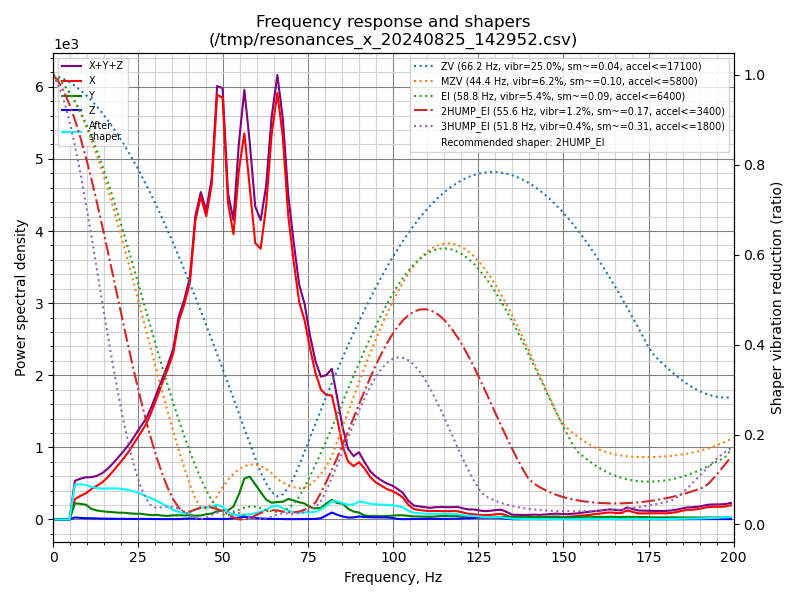 Frequency response and shapers
(/tmp/resonances_x_20240825_142952.csv)
1e3
X+Y+Z
X
Y
Z
After
shaper
ZV (66.2 Hz, vibr=25.0%, sm~=0.04, accel<=17100)
MZV (44.4 Hz, vibr=6.2%, sm~=0.10, accel<=5800)
EI (58.8 Hz, vibr=5.4%, sm~=0.09, accel<=6400)
2HUMP_EI (55.6 Hz, vibr=1.2%, sm~=0.17, accel<=3400)
3HUMP_EI (51.8 Hz, vibr=0.4%, sm~=0.31, accel<=1800)
Recommended shaper: 2HUMP_EI
Power spectral density
6
5
4
3
2
1
0
1.0
0.8
0.6
0.4
0.2
0.0
Shaper vibration reduction (ratio)
0 25 50 75 100 125 150 175 200
Frequency, Hz